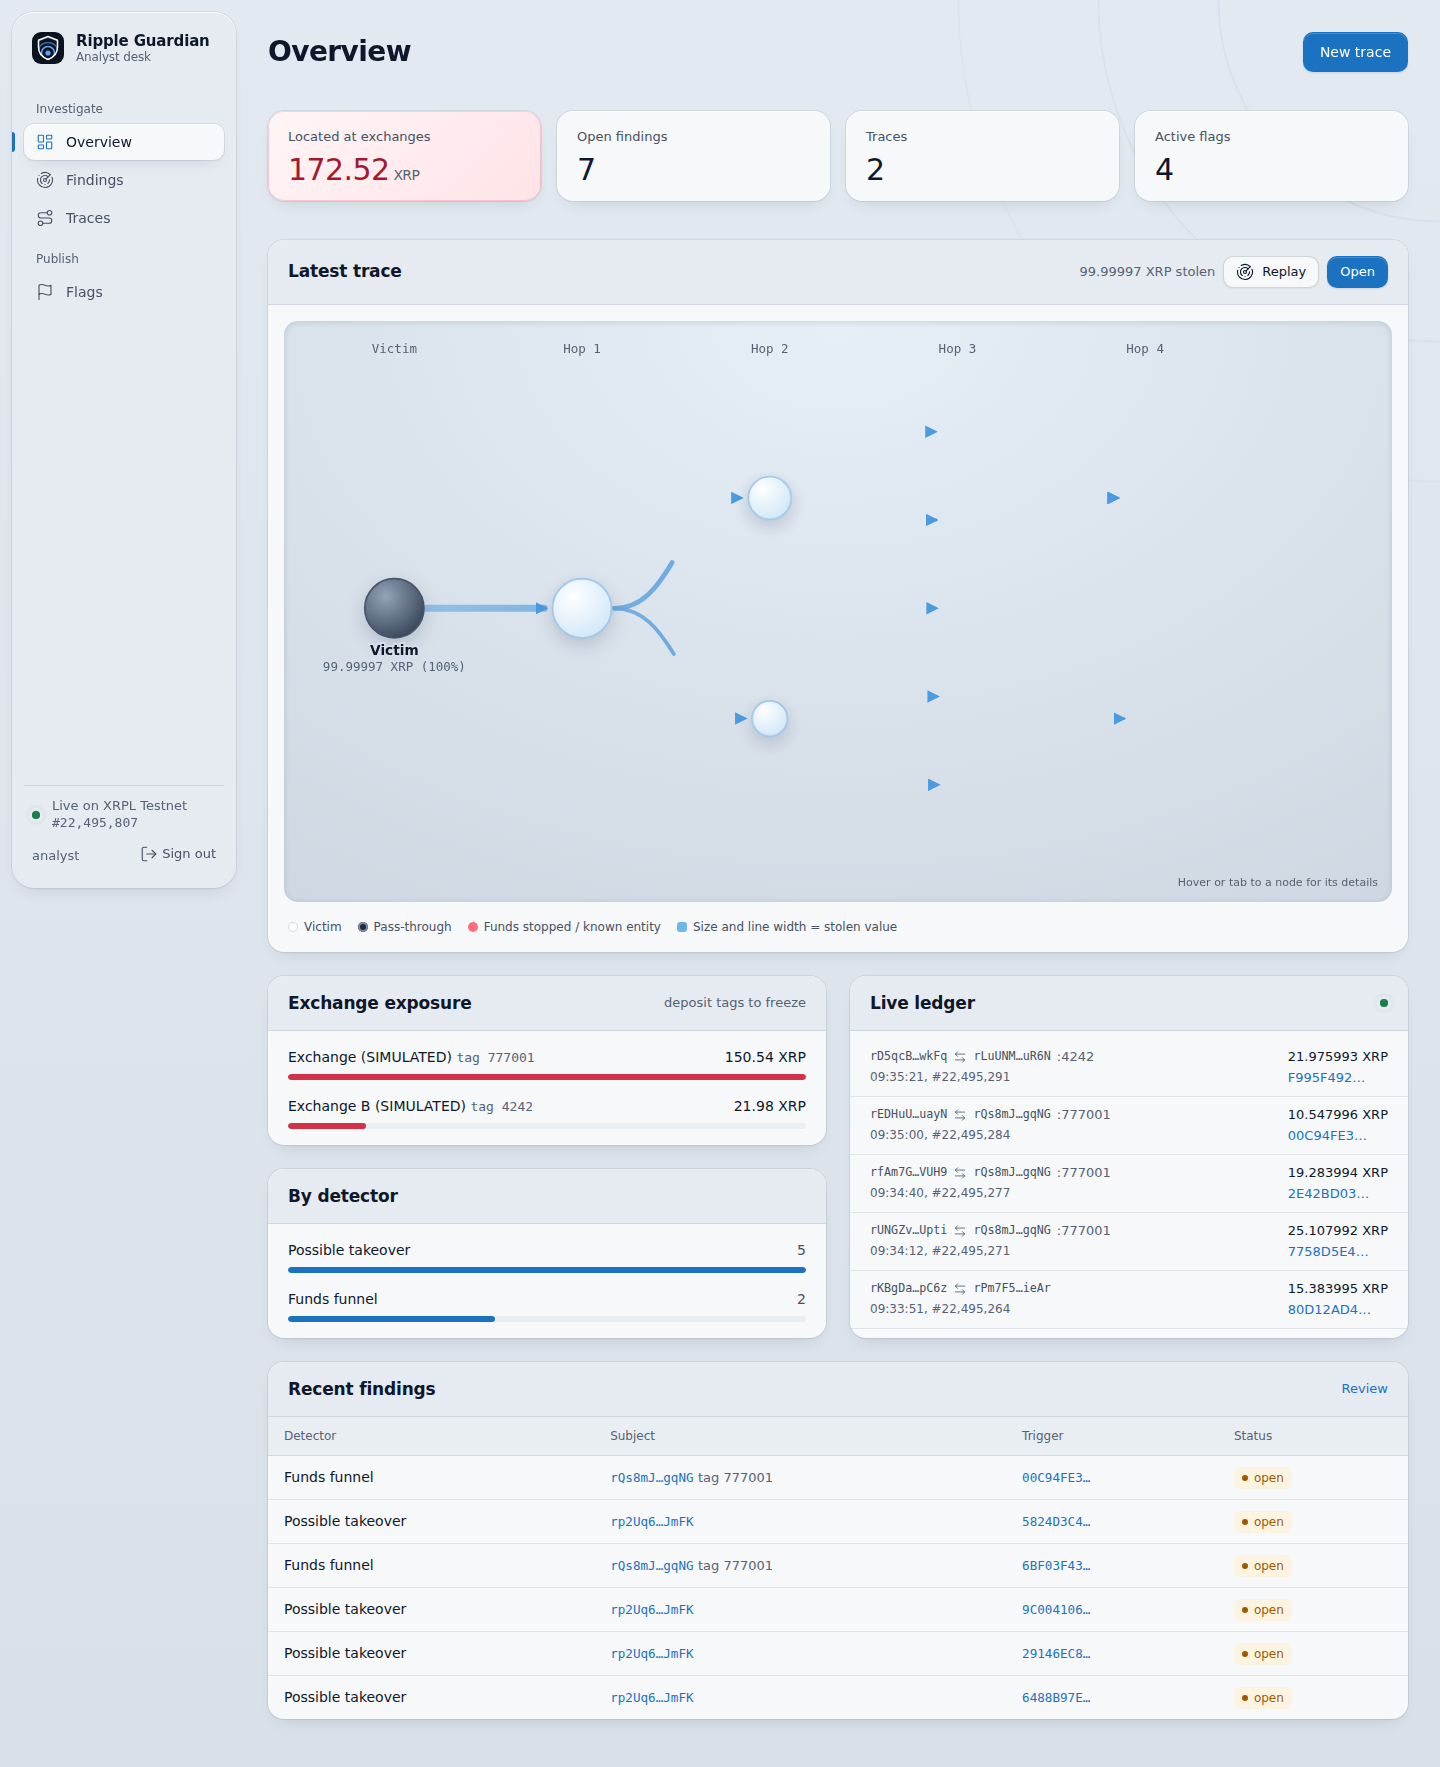 Ripple Guardian
Analyst desk
Investigate
Overview
Findings
Traces
Publish
Flags
Live on XRPL Testnet
#22,495,807
analyst
Sign out
Overview
New trace
Located at exchanges
172.52 XRP
Open findings
7
Traces
2
Active flags
4
Latest trace
99.99997 XRP stolen
Replay
Open
Victim
Hop 1
Hop 2
Hop 3
Hop 4
Victim
99.99997 XRP (100%)
Hover or tab to a node for its details
Victim
Pass-through
Funds stopped / known entity
Size and line width = stolen value
Exchange exposure
deposit tags to freeze
Exchange (SIMULATED) tag 777001
150.54 XRP
Exchange B (SIMULATED) tag 4242
21.98 XRP
By detector
Possible takeover
5
Funds funnel
2
Live ledger
rD5qcB…wkFq rLuUNM…uR6N :4242
21.975993 XRP
09:35:21, #22,495,291
F995F492…
rEDHuU…uayN rQs8mJ…gqNG :777001
10.547996 XRP
09:35:00, #22,495,284
00C94FE3…
rfAm7G…VUH9 rQs8mJ…gqNG :777001
19.283994 XRP
09:34:40, #22,495,277
2E42BD03…
rUNGZv…Upti rQs8mJ…gqNG :777001
25.107992 XRP
09:34:12, #22,495,271
7758D5E4…
rKBgDa…pC6z rPm7F5…ieAr
15.383995 XRP
09:33:51, #22,495,264
80D12AD4…
Recent findings
Review
Detector Subject Trigger Status
Funds funnel rQs8mJ…gqNG tag 777001 00C94FE3… open
Possible takeover rp2Uq6…JmFK 5824D3C4… open
Funds funnel rQs8mJ…gqNG tag 777001 6BF03F43… open
Possible takeover rp2Uq6…JmFK 9C004106… open
Possible takeover rp2Uq6…JmFK 29146EC8… open
Possible takeover rp2Uq6…JmFK 6488B97E… open